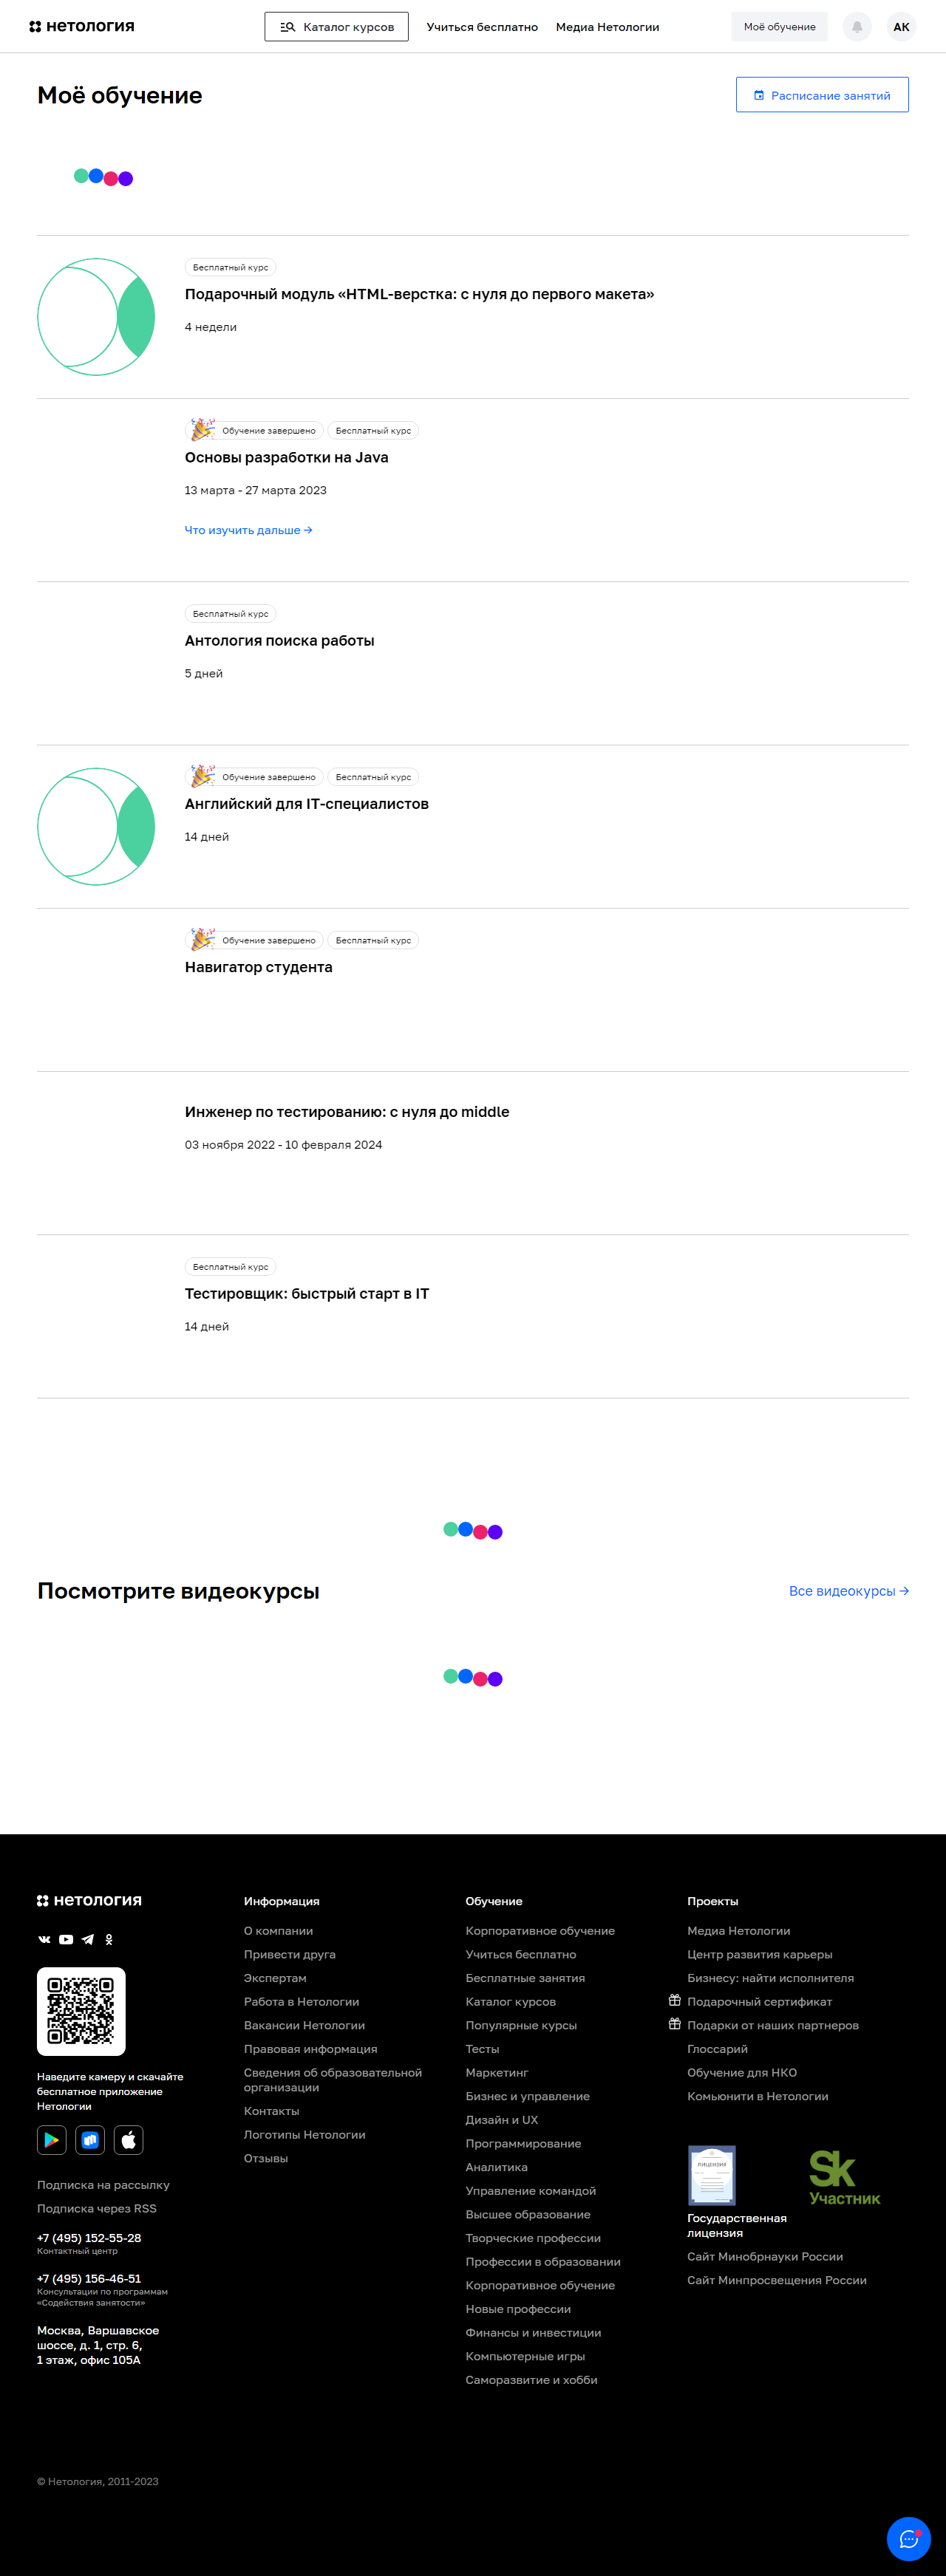 нетология
Каталог курсов
Учиться бесплатно
Медиа Нетологии
Моё обучение
АК
Моё обучение
Расписание занятий
Бесплатный курс
Подарочный модуль «HTML-верстка: с нуля до первого макета»
4 недели
Обучение завершено
Бесплатный курс
Основы разработки на Java
13 марта - 27 марта 2023
Что изучить дальше →
Бесплатный курс
Антология поиска работы
5 дней
Обучение завершено
Бесплатный курс
Английский для IT-специалистов
14 дней
Обучение завершено
Бесплатный курс
Навигатор студента
Инженер по тестированию: с нуля до middle
03 ноября 2022 - 10 февраля 2024
Бесплатный курс
Тестировщик: быстрый старт в IT
14 дней
Посмотрите видеокурсы
Все видеокурсы →
нетология
Наведите камеру и скачайте
бесплатное приложение
Нетологии
Подписка на рассылку
Подписка через RSS
+7 (495) 152-55-28
Контактный центр
+7 (495) 156-46-51
Консультации по программам
«Содействия занятости»
Москва, Варшавское
шоссе, д. 1, стр. 6,
1 этаж, офис 105А
Информация
О компании
Привести друга
Экспертам
Работа в Нетологии
Вакансии Нетологии
Правовая информация
Сведения об образовательной
организации
Контакты
Логотипы Нетологии
Отзывы
Обучение
Корпоративное обучение
Учиться бесплатно
Бесплатные занятия
Каталог курсов
Популярные курсы
Тесты
Маркетинг
Бизнес и управление
Дизайн и UX
Программирование
Аналитика
Управление командой
Высшее образование
Творческие профессии
Профессии в образовании
Корпоративное обучение
Новые профессии
Финансы и инвестиции
Компьютерные игры
Саморазвитие и хобби
Проекты
Медиа Нетологии
Центр развития карьеры
Бизнесу: найти исполнителя
Подарочный сертификат
Подарки от наших партнеров
Глоссарий
Обучение для НКО
Комьюнити в Нетологии
ЛИЦЕНЗИЯ
Sk
Участник
Государственная
лицензия
Сайт Минобрнауки России
Сайт Минпросвещения России
© Нетология, 2011-2023